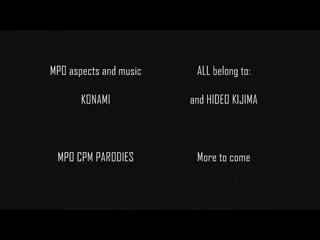 MPO aspects and music
ALL belong to:
KONAMI
and HIDEO KIJIMA
MPO CPM PARODIES
More to come